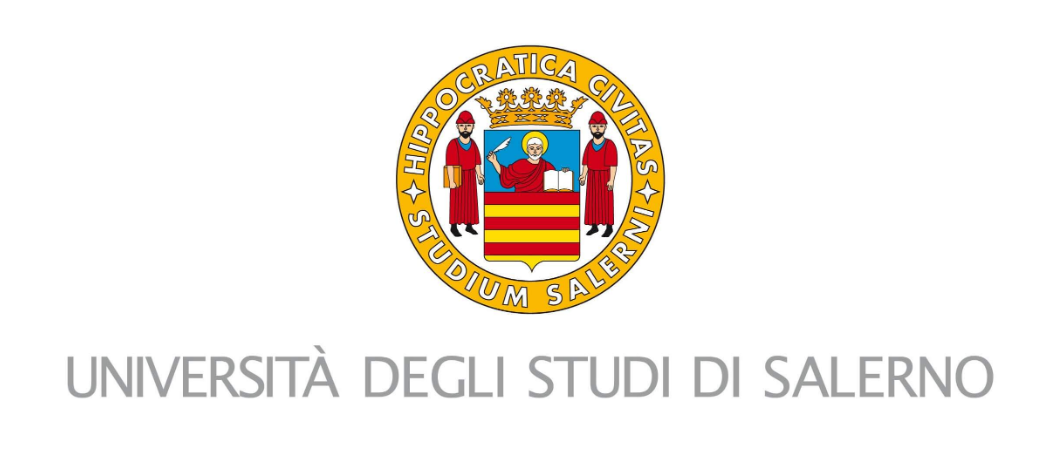 HIPPOCRATICA CIVITAS
STUDIUM SALERNI
UNIVERSITÀ DEGLI STUDI DI SALERNO